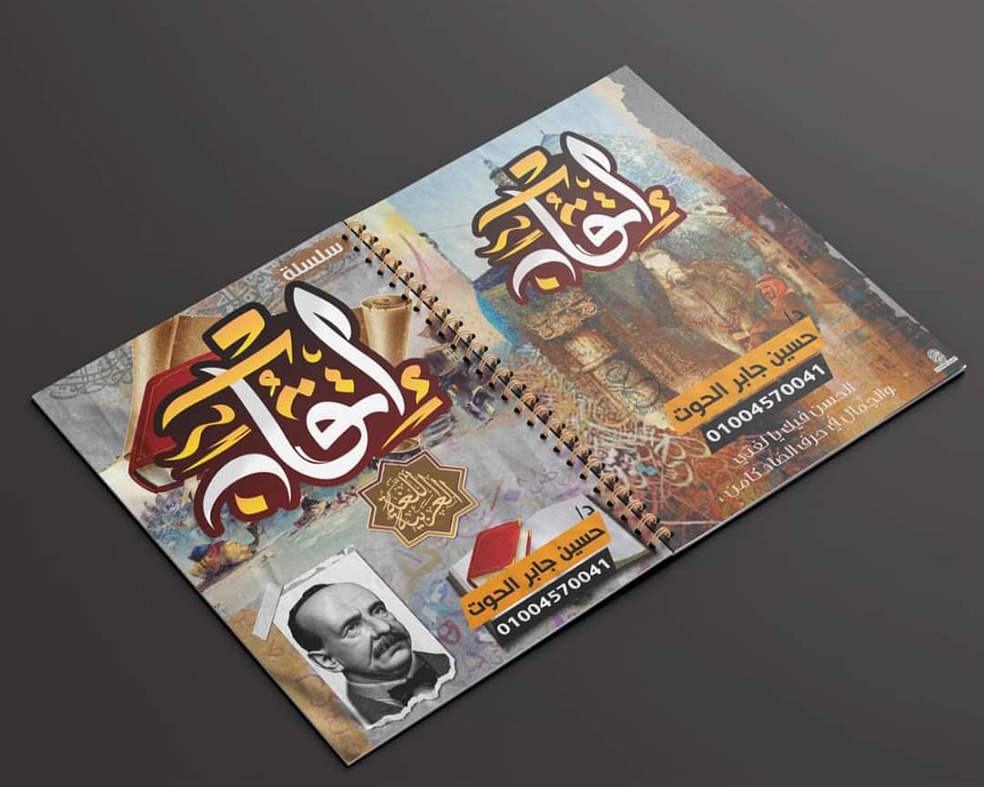 سلسلة
إتقان
اللغة
العربية
د/
حسين جابر الحوت
01004570041
إتقان
د/
حسين جابر الحوت
01004570041
الحسن فيك يا لغتي
والجمال في حرف الضاد كامن،